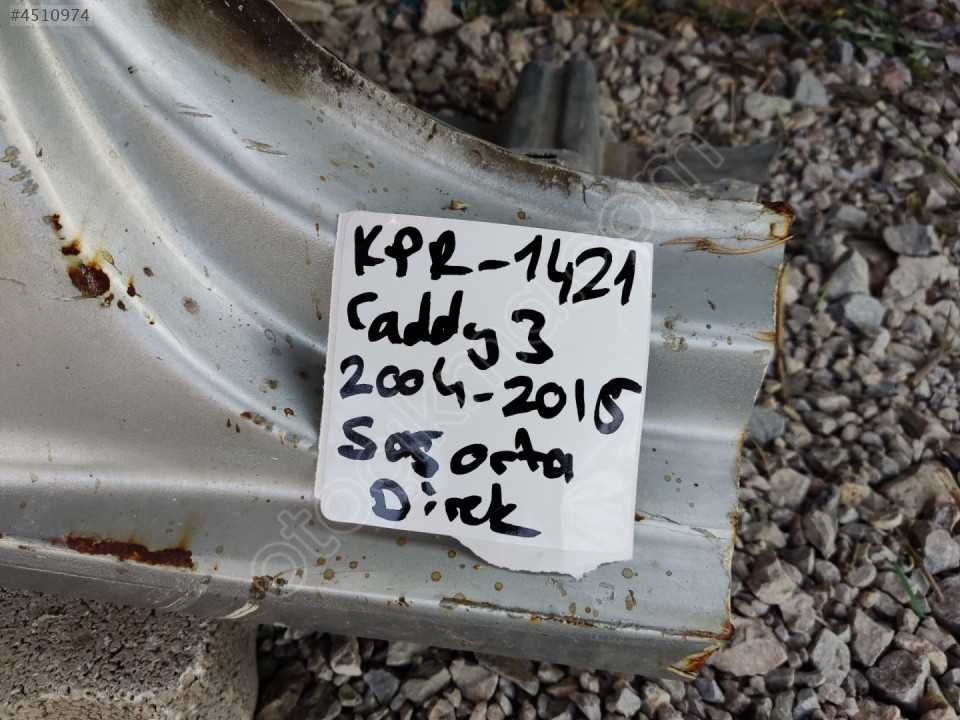 #4510974
KPR-1421
Caddy 3
2004-2015
Sağ orta
Direk